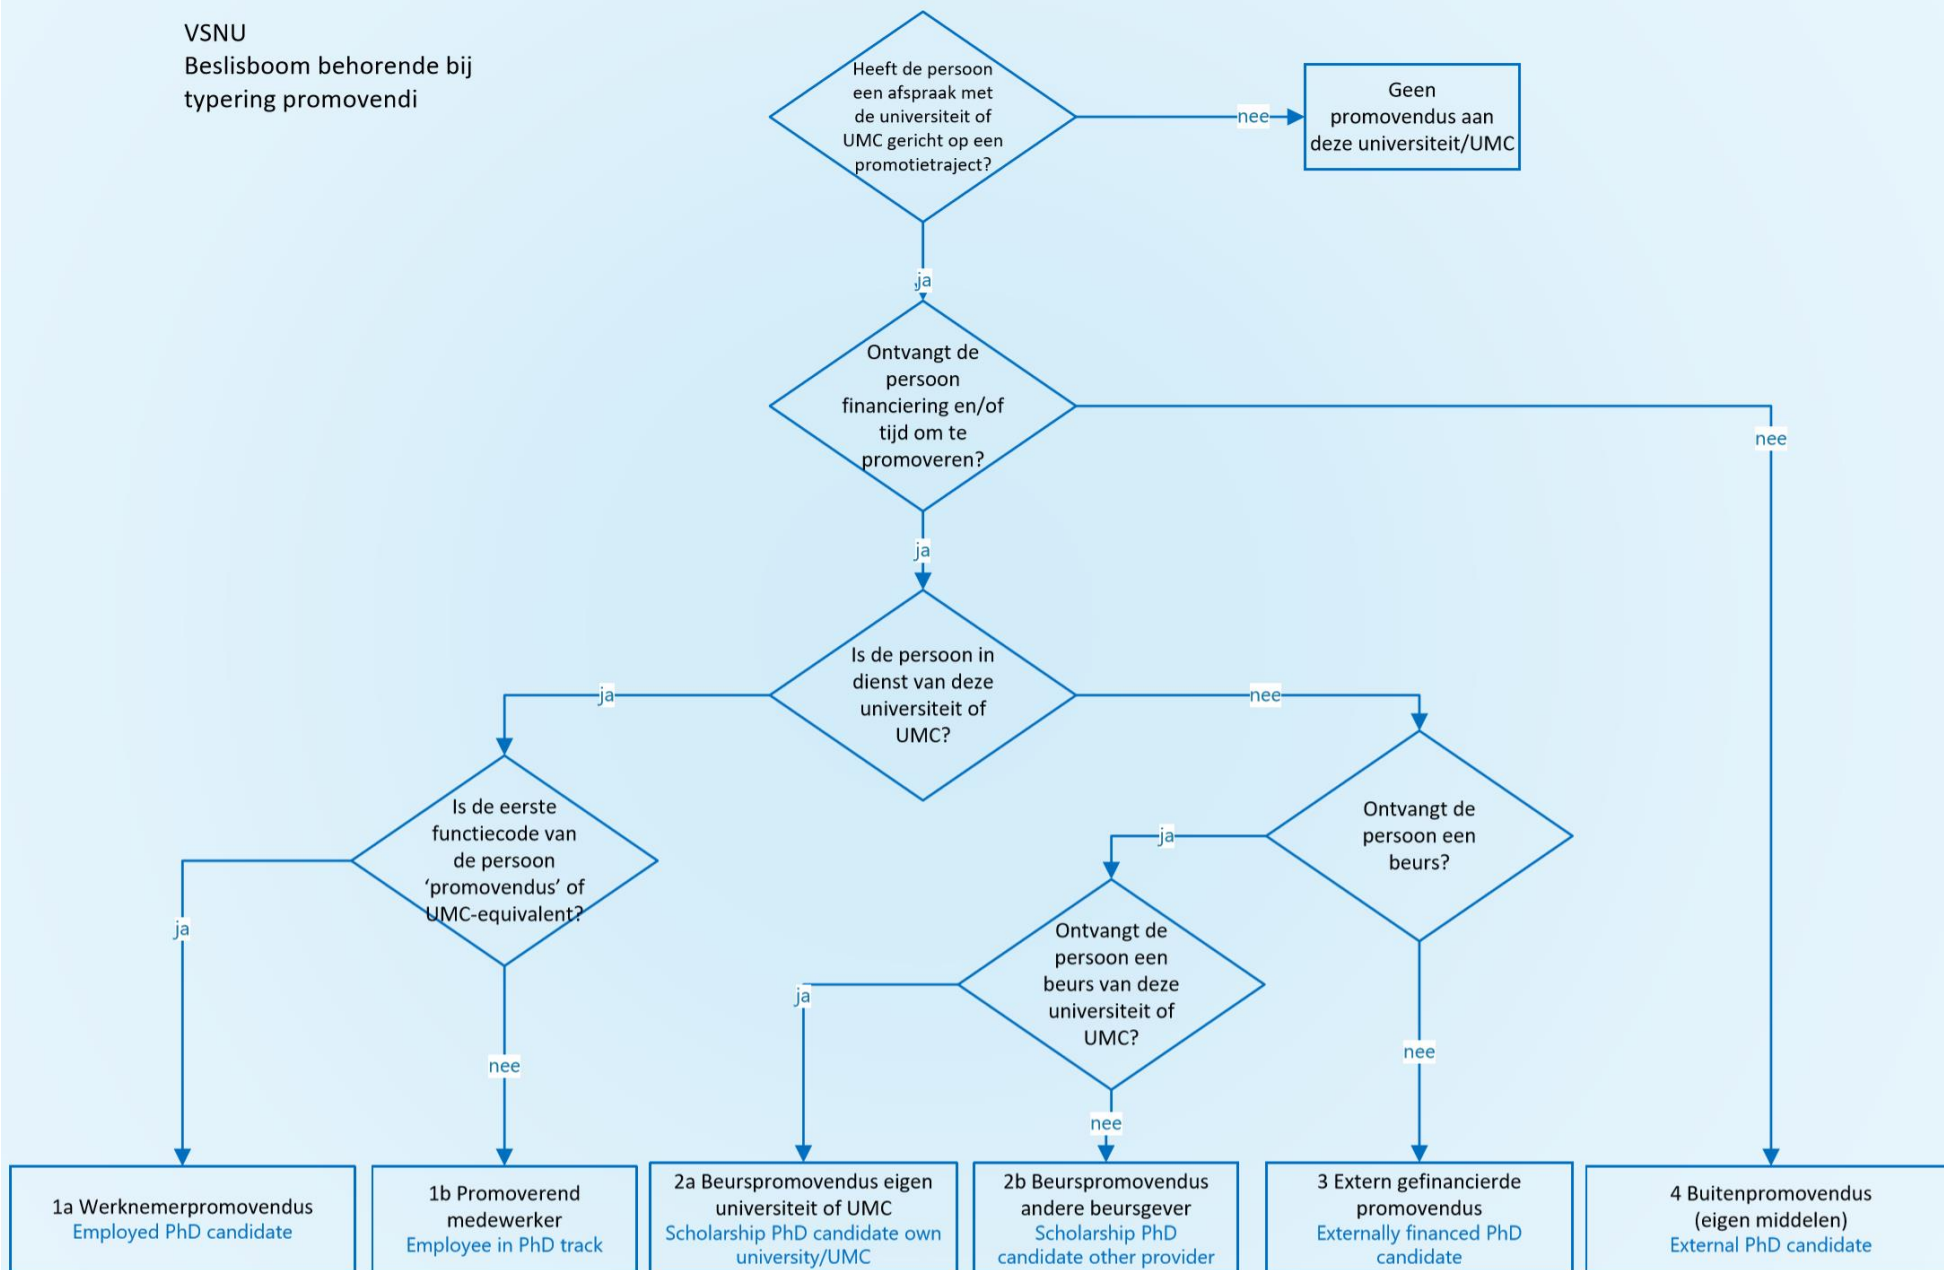 VSNU
Beslisboom behorende bij
typering promovendi
Heeft de persoon
een afspraak met
de universiteit of
UMC gericht op een
promotietraject?
nee
Geen
promovendus aan
deze universiteit/UMC
ja
Ontvangt de
persoon
financiering en/of
tijd om te
promoveren?
nee
ja
Is de persoon in
dienst van deze
universiteit of
UMC?
ja
nee
Is de eerste
functiecode van
de persoon
‘promovendus’ of
UMC-equivalent?
Ontvangt de
persoon een
beurs?
ja
ja
Ontvangt de
persoon een
beurs van deze
universiteit of
UMC?
ja
nee
nee
nee
1a Werknemerpromovendus
Employed PhD candidate
1b Promoverend
medewerker
Employee in PhD track
2a Beurspromovendus eigen
universiteit of UMC
Scholarship PhD candidate own
university/UMC
2b Beurspromovendus
andere beursgever
Scholarship PhD
candidate other provider
3 Extern gefinancierde
promovendus
Externally financed PhD
candidate
4 Buitenpromovendus
(eigen middelen)
External PhD candidate